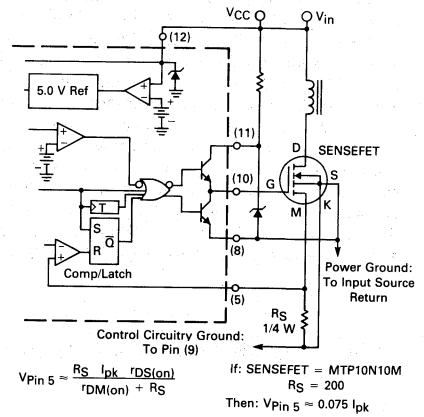 VCC Vin
(12)
5.0 V Ref
+
−
(11)
D SENSEFET
+
−
(10)
G S
K
M
T
S
Q̅
R
(8)
Comp/Latch
−
+
(5)
Power Ground:
To Input Source
Return
RS
1/4 W
Control Circuitry Ground:
To Pin (9)
VPin 5 ≈ RS Ipk rDS(on) / rDM(on) + RS
If: SENSEFET = MTP10N10M
RS = 200
Then: VPin 5 ≈ 0.075 Ipk